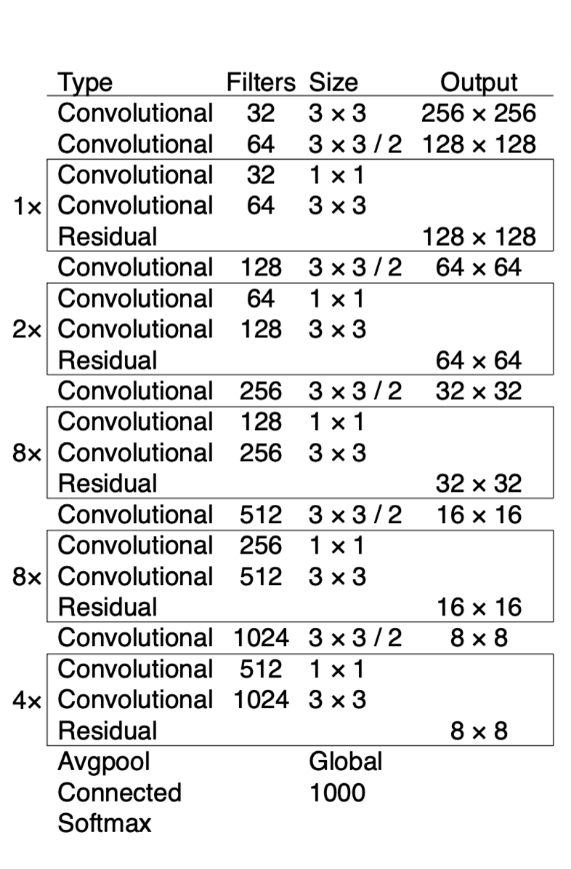 Type Filters Size Output
Convolutional 32 3 × 3 256 × 256
Convolutional 64 3 × 3 / 2 128 × 128
Convolutional 32 1 × 1
1× Convolutional 64 3 × 3
Residual 128 × 128
Convolutional 128 3 × 3 / 2 64 × 64
Convolutional 64 1 × 1
2× Convolutional 128 3 × 3
Residual 64 × 64
Convolutional 256 3 × 3 / 2 32 × 32
Convolutional 128 1 × 1
8× Convolutional 256 3 × 3
Residual 32 × 32
Convolutional 512 3 × 3 / 2 16 × 16
Convolutional 256 1 × 1
8× Convolutional 512 3 × 3
Residual 16 × 16
Convolutional 1024 3 × 3 / 2 8 × 8
Convolutional 512 1 × 1
4× Convolutional 1024 3 × 3
Residual 8 × 8
Avgpool Global
Connected 1000
Softmax